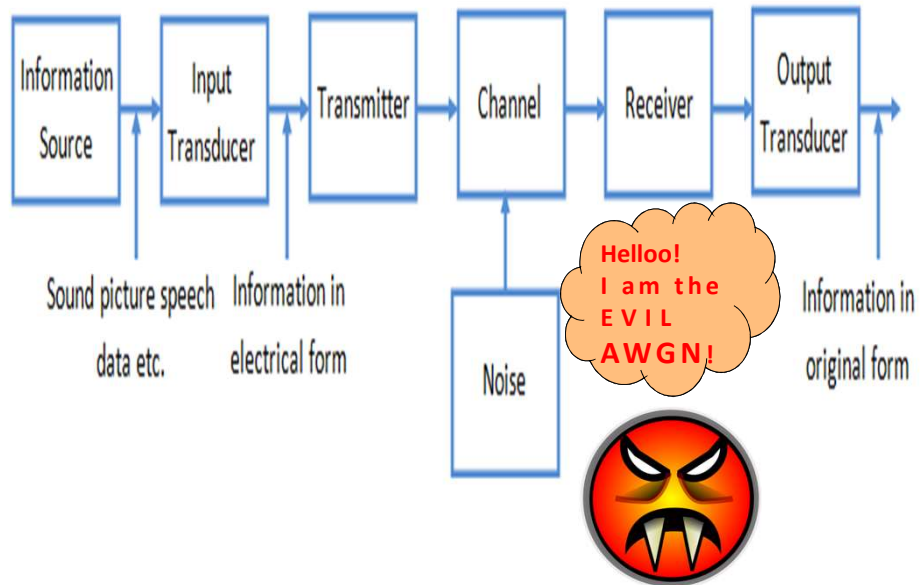 Information
Source
Input
Transducer
Transmitter
Channel
Receiver
Output
Transducer
Sound picture speech
data etc.
Information in
electrical form
Noise
Helloo!
I am the
EVIL
AWGN!
Information in
original form